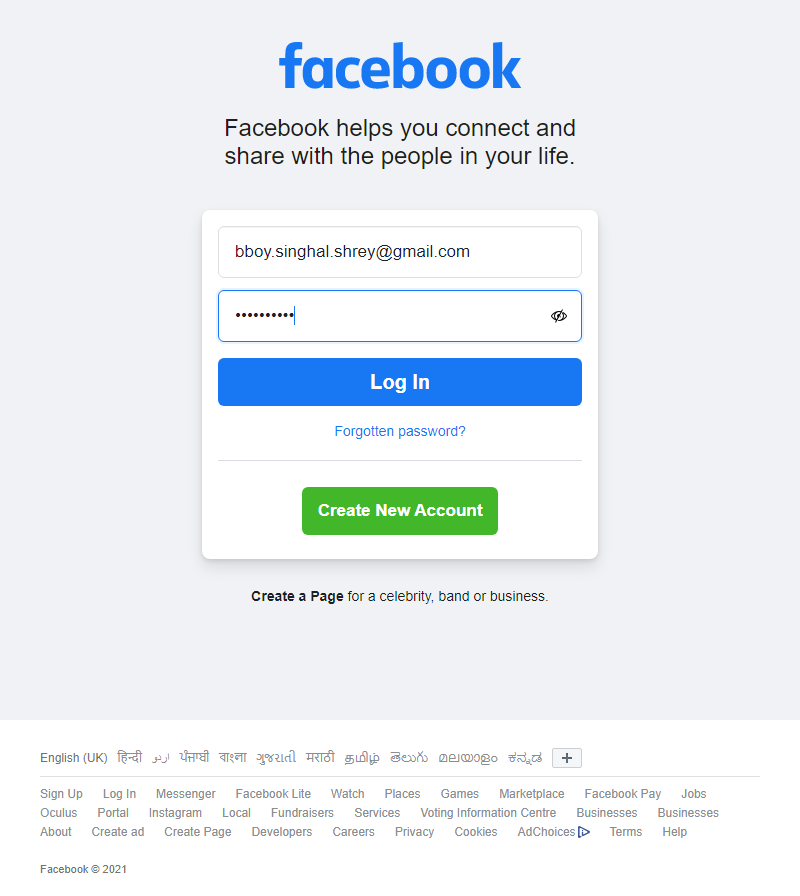 facebook
Facebook helps you connect and
share with the people in your life.
bboy.singhal.shrey@gmail.com
••••••••••
Log In
Forgotten password?
Create New Account
Create a Page for a celebrity, band or business.
English (UK) हिन्दी اردو ਪੰਜਾਬੀ বাংলা ગુજરાતી मराठी தமிழ் తెలుగు മലയാളം ಕನ್ನಡ +
Sign Up Log In Messenger Facebook Lite Watch Places Games Marketplace Facebook Pay Jobs
Oculus Portal Instagram Local Fundraisers Services Voting Information Centre Businesses Businesses
About Create ad Create Page Developers Careers Privacy Cookies AdChoices Terms Help
Facebook © 2021